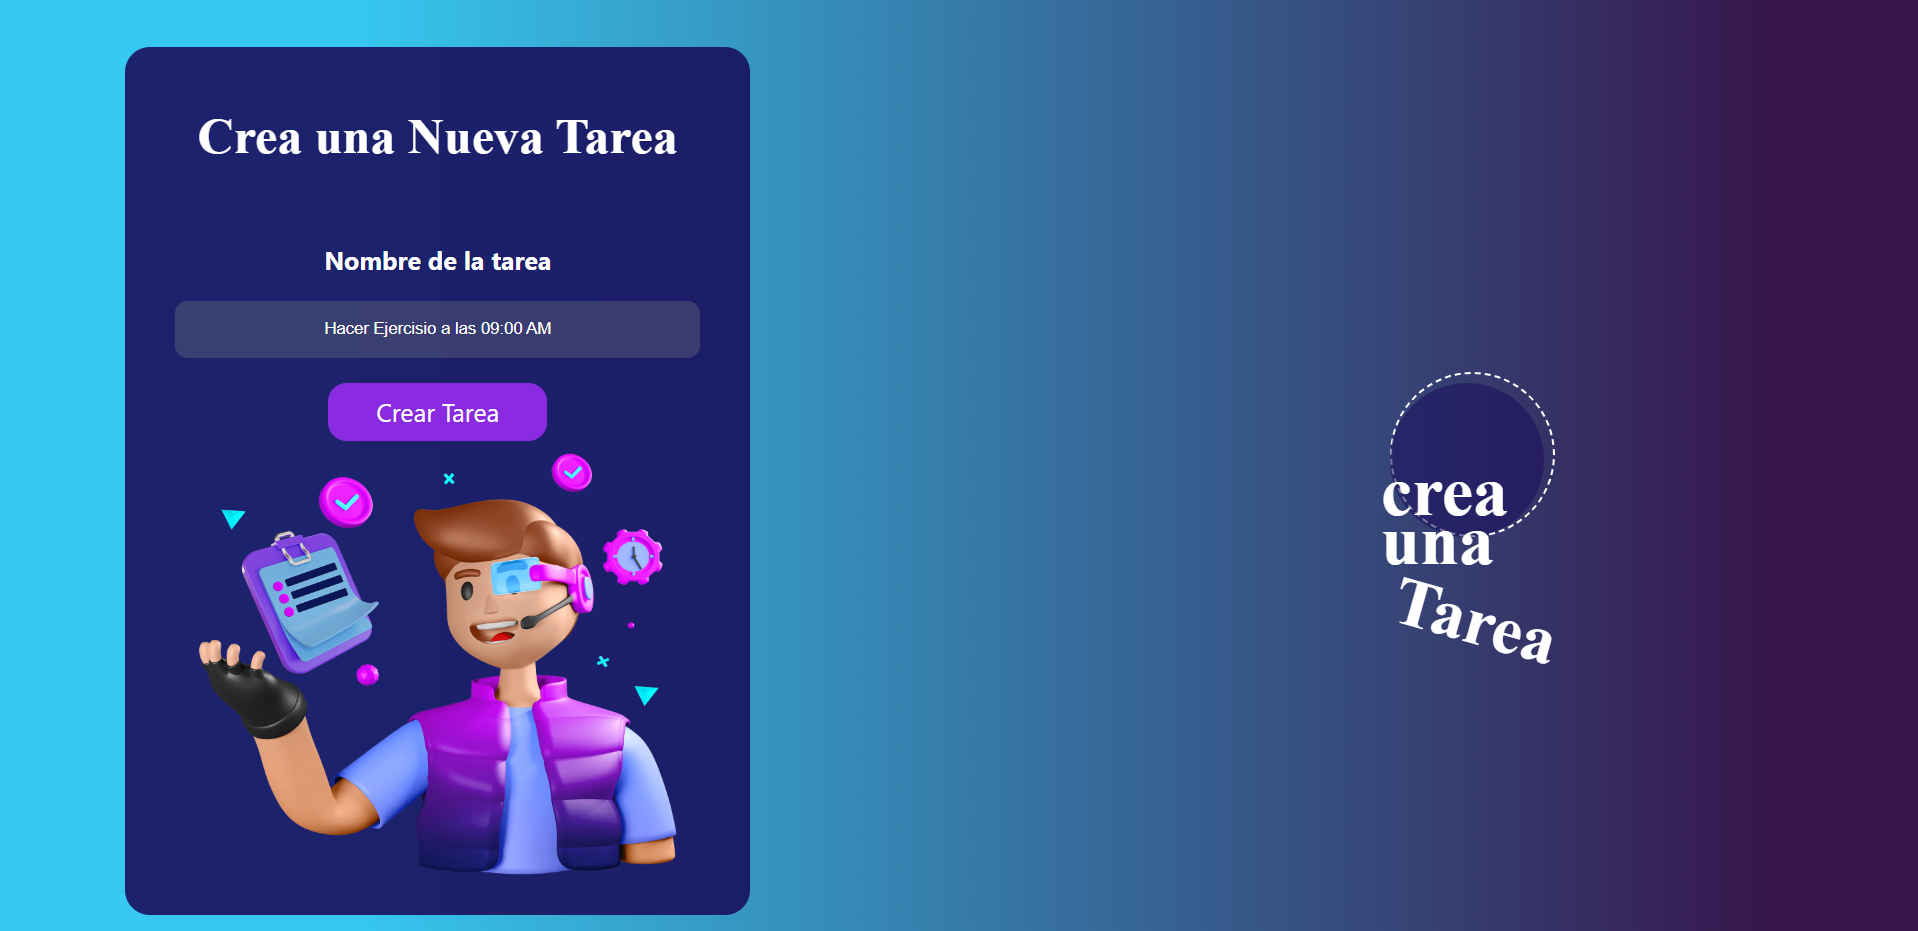 Crea una Nueva Tarea
Nombre de la tarea
Hacer Ejercisio a las 09:00 AM
Crear Tarea
crea
una
Tarea